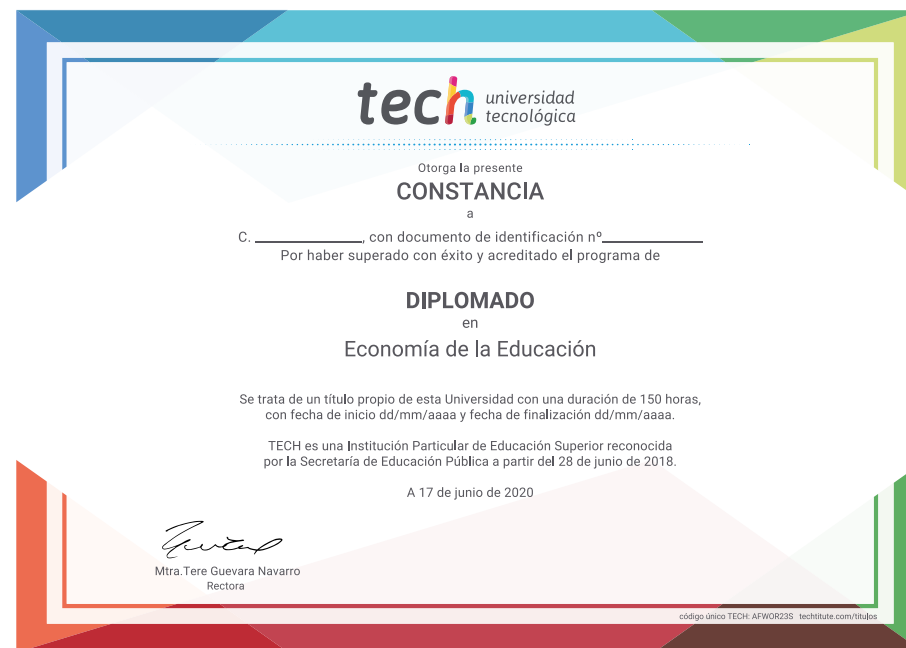 tech universidad
tecnológica
Otorga la presente
CONSTANCIA
a
C. ____________, con documento de identificación nº____________
Por haber superado con éxito y acreditado el programa de
DIPLOMADO
en
Economía de la Educación
Se trata de un título propio de esta Universidad con una duración de 150 horas,
con fecha de inicio dd/mm/aaaa y fecha de finalización dd/mm/aaaa.
TECH es una Institución Particular de Educación Superior reconocida
por la Secretaría de Educación Pública a partir del 28 de junio de 2018.
A 17 de junio de 2020
Mtra.Tere Guevara Navarro
Rectora
código único TECH: AFWOR23S techtitute.com/titulos